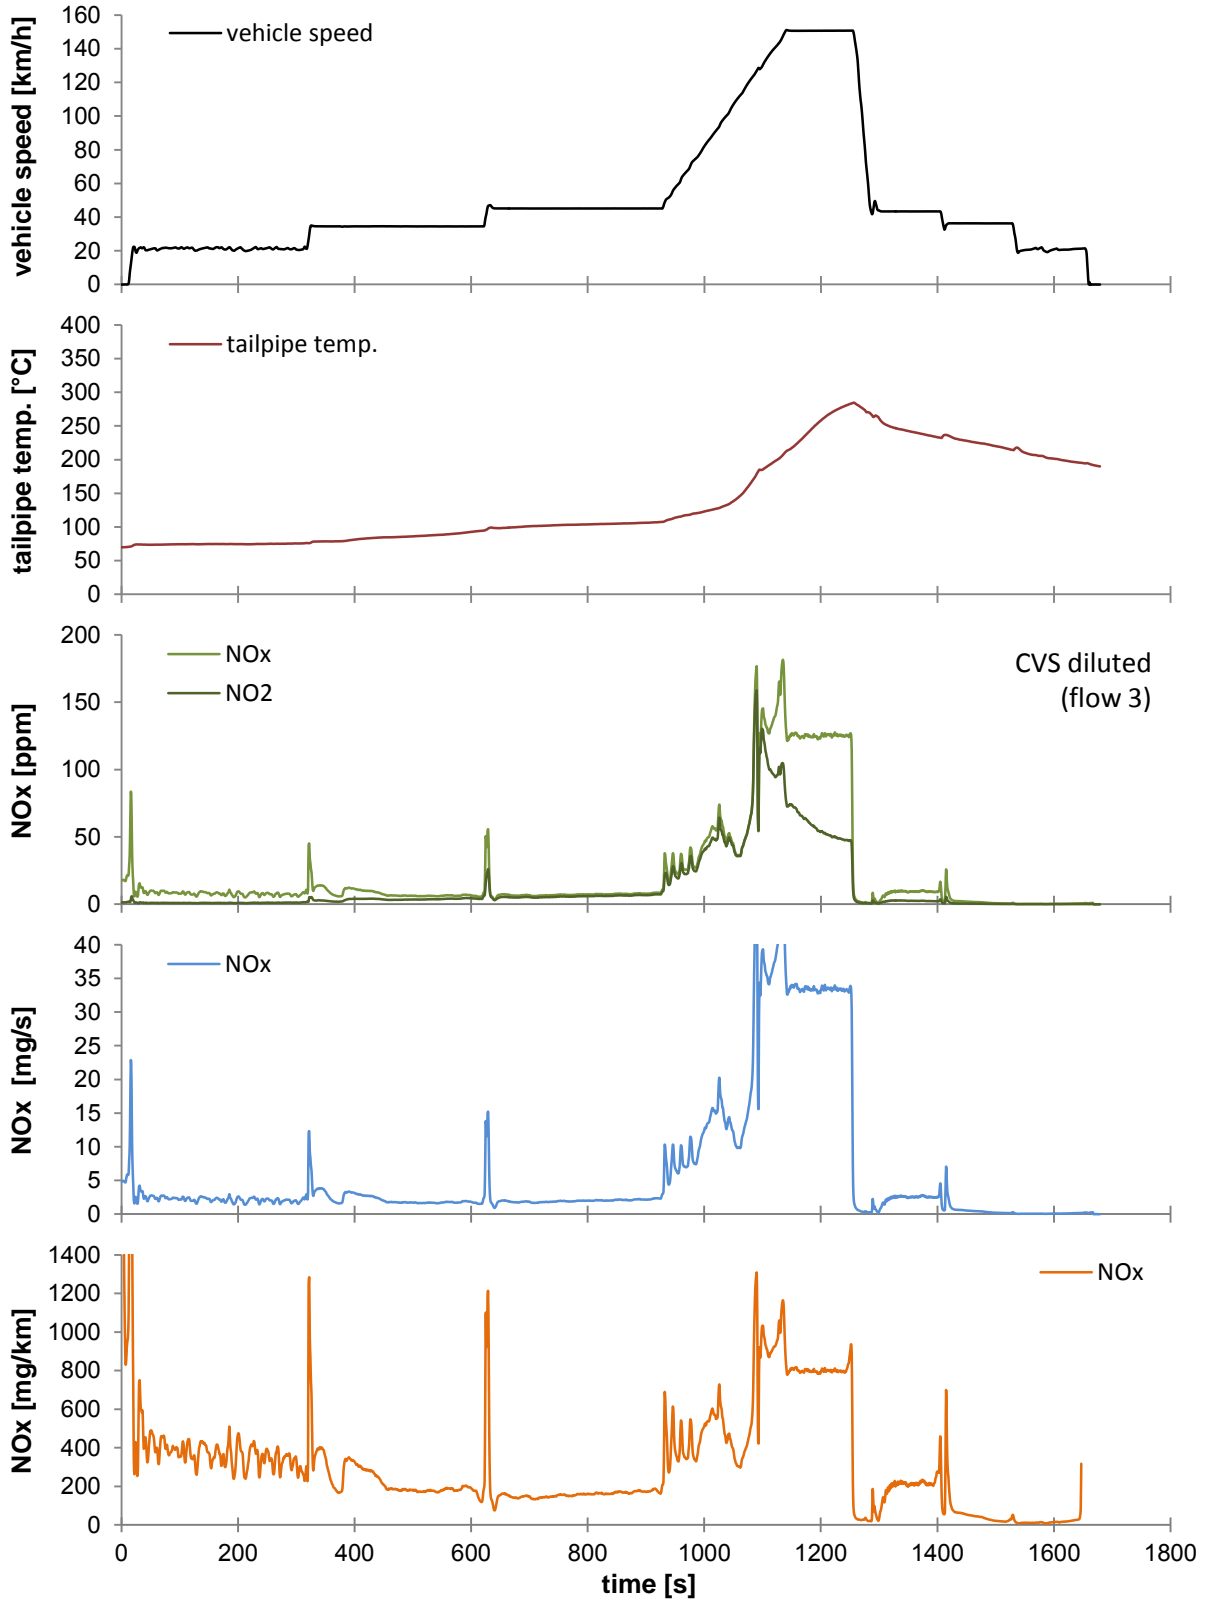 vehicle speed [km/h]
160
140
120
100
80
60
40
20
0
vehicle speed
tailpipe temp. [°C]
400
350
300
250
200
150
100
50
0
tailpipe temp.
NOx [ppm]
200
150
100
50
0
NOx
NO2
CVS diluted
(flow 3)
NOx [mg/s]
40
35
30
25
20
15
10
5
0
NOx
NOx [mg/km]
1400
1200
1000
800
600
400
200
0
NOx
0 200 400 600 800 1000 1200 1400 1600 1800
time [s]